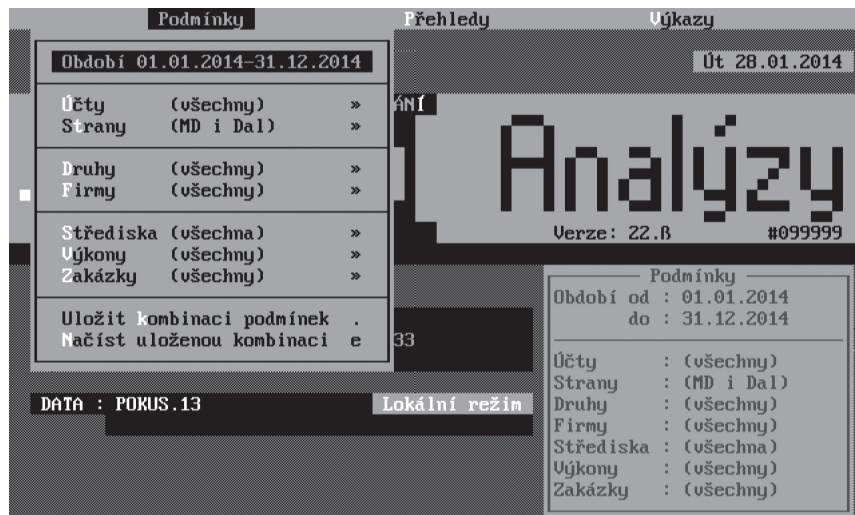 Podmínky Přehledy Výkazy
Období 01.01.2014-31.12.2014
Út 28.01.2014
Účty (všechny) »
Strany (MD i Dal) »
Druhy (všechny) »
Firmy (všechny) »
Střediska (všechna) »
Výkony (všechny) »
Zakázky (všechny) »
Uložit kombinaci podmínek .
Načíst uloženou kombinaci e
ÁNÍ
Analýzy
Verze: 22.ß #099999
33
DATA : POKUS.13 Lokální režim
Podmínky
Období od : 01.01.2014
do : 31.12.2014
Účty : (všechny)
Strany : (MD i Dal)
Druhy : (všechny)
Firmy : (všechny)
Střediska : (všechna)
Výkony : (všechny)
Zakázky : (všechny)